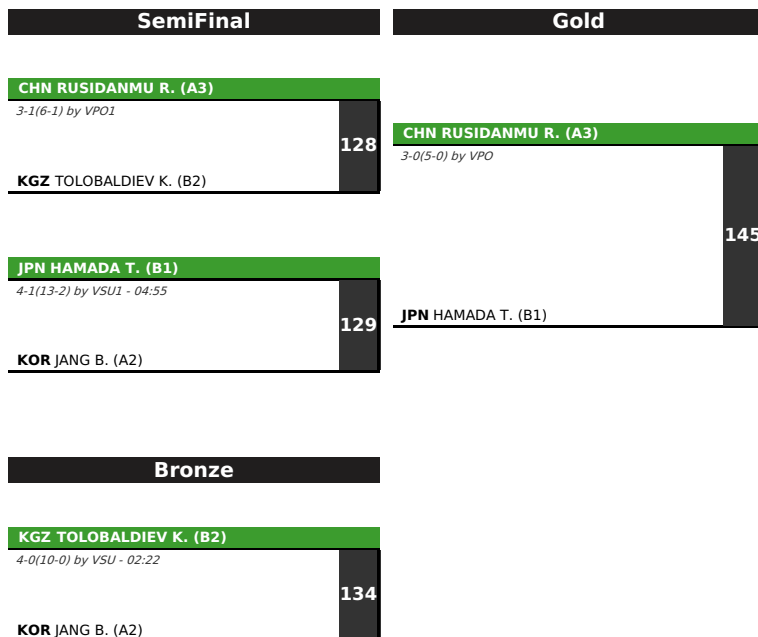 SemiFinal
CHN RUSIDANMU R. (A3)
3-1(6-1) by VPO1
128
KGZ TOLOBALDIEV K. (B2)
JPN HAMADA T. (B1)
4-1(13-2) by VSU1 - 04:55
129
KOR JANG B. (A2)
Gold
CHN RUSIDANMU R. (A3)
3-0(5-0) by VPO
145
JPN HAMADA T. (B1)
Bronze
KGZ TOLOBALDIEV K. (B2)
4-0(10-0) by VSU - 02:22
134
KOR JANG B. (A2)